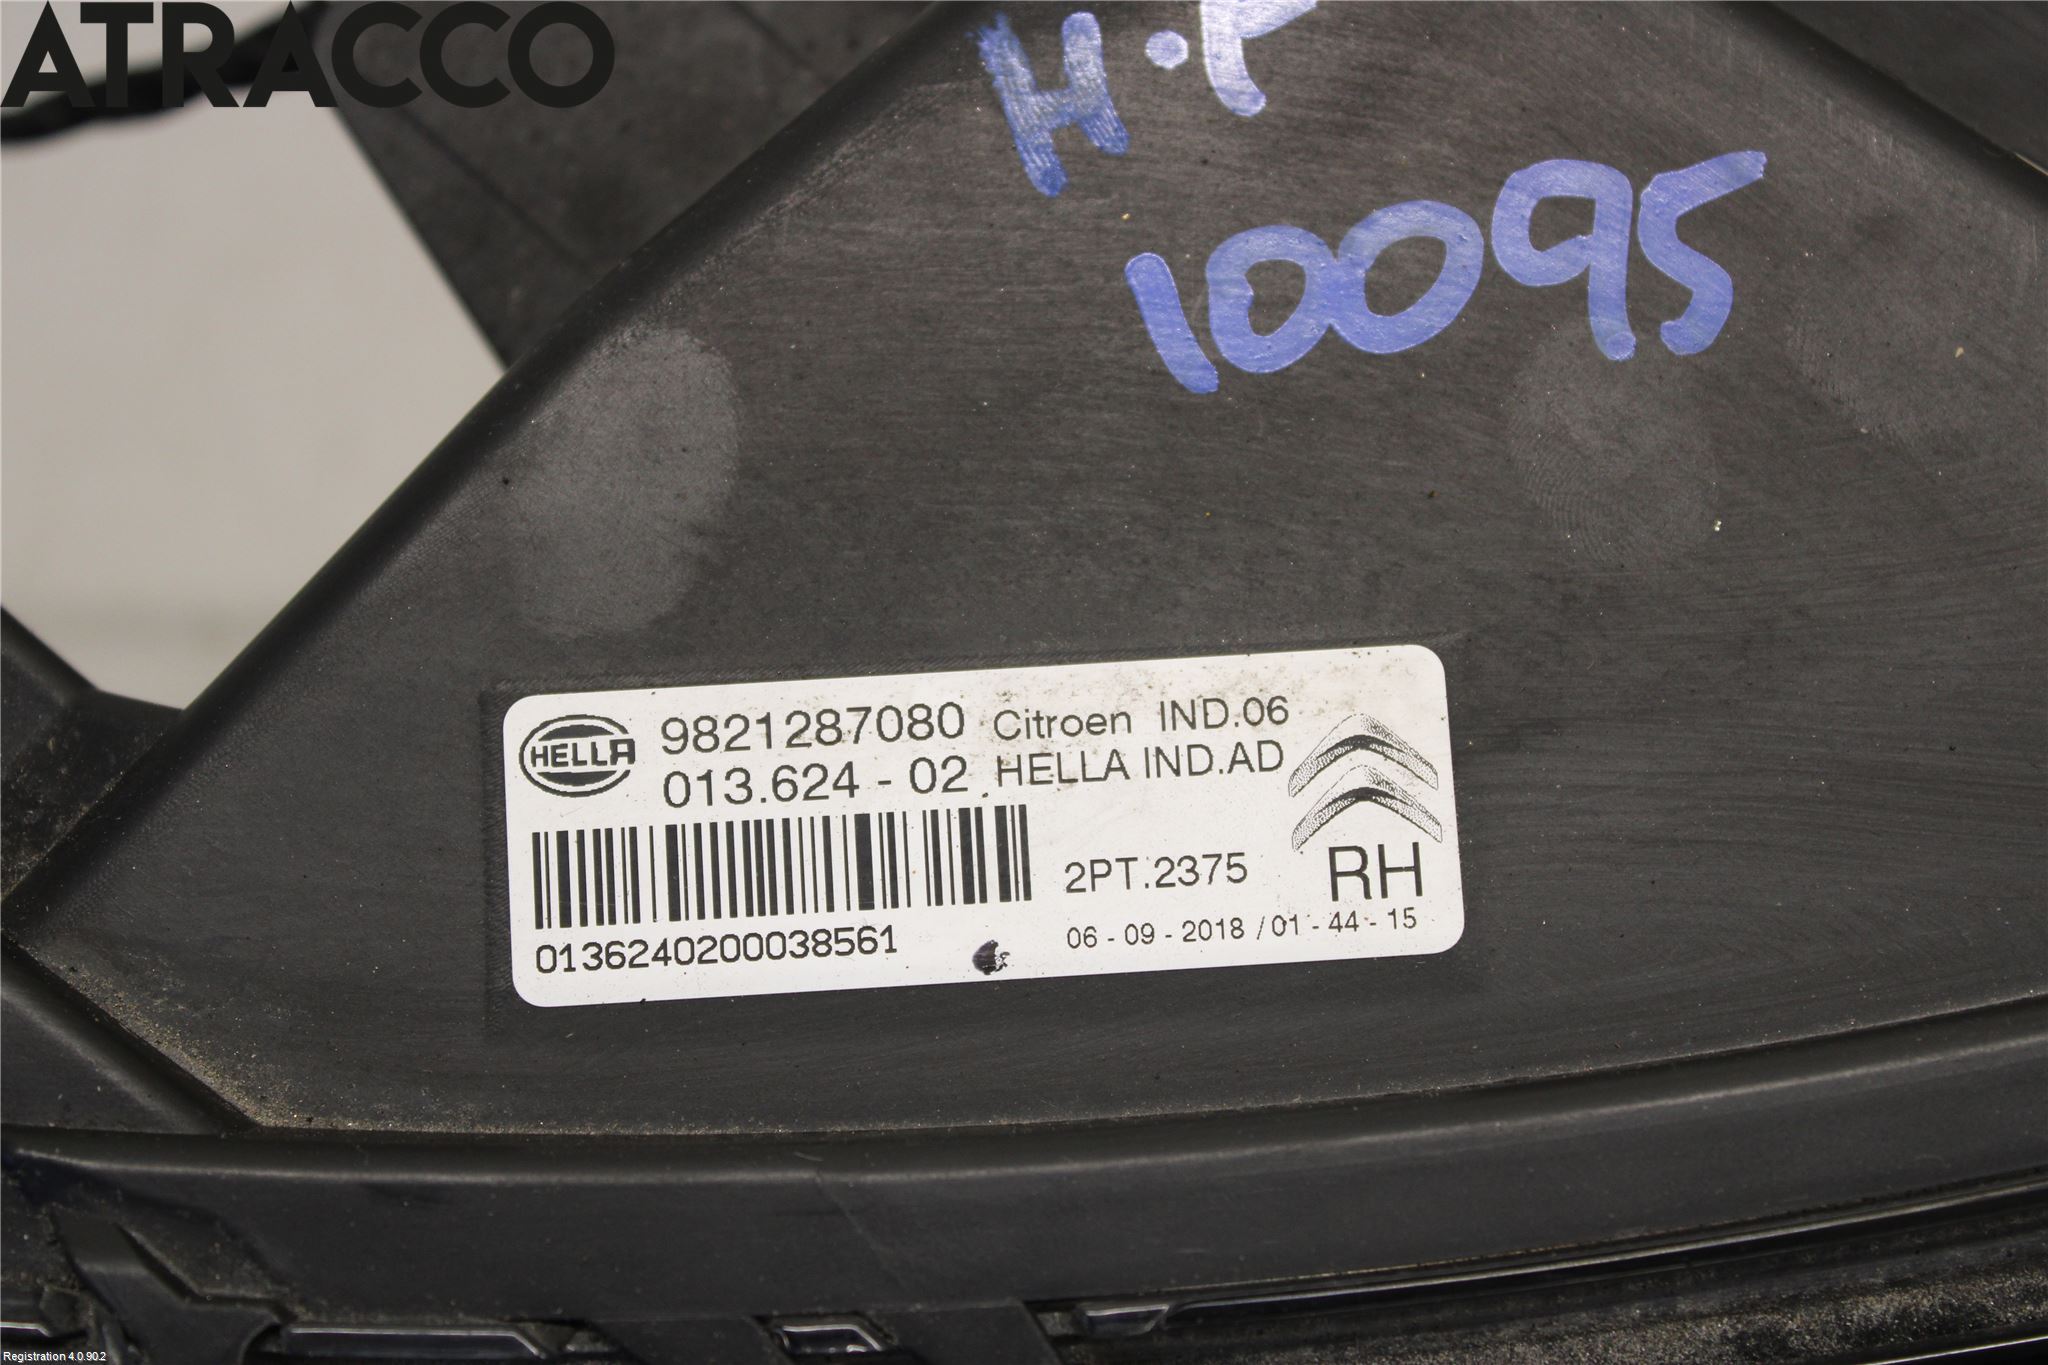 ATRACCO
H.F
10095
HELLA
9821287080 Citroen IND.06
013.624 - 02 HELLA IND.AD
2PT.2375
RH
0136240200038561
06 - 09 - 2018 / 01 - 44 - 15
Registration 4.0.90.2